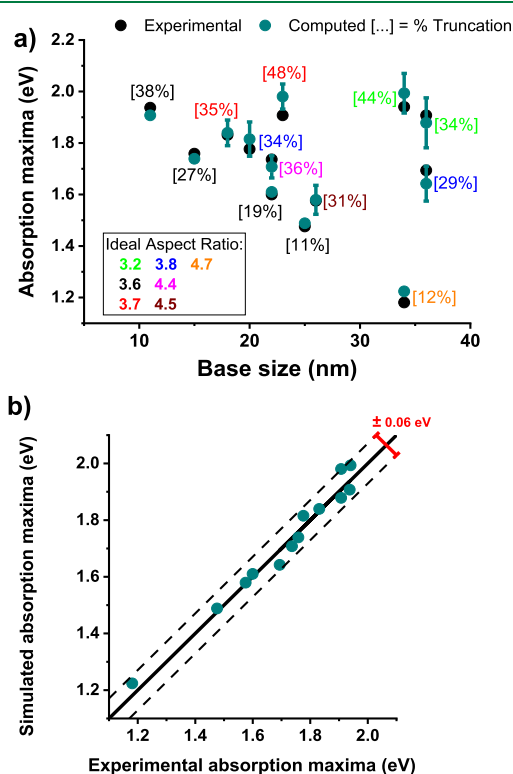 a)
Experimental Computed [...] = % Truncation
Absorption maxima (eV)
2.2
2.0
1.8
1.6
1.4
1.2
[48%]
[38%]
[44%]
[35%]
[34%]
[34%]
[27%]
[36%]
[29%]
[19%]
[31%]
[11%]
[12%]
Ideal Aspect Ratio:
3.2 3.8 4.7
3.6 4.4
3.7 4.5
10 20 30 40
Base size (nm)
b)
± 0.06 eV
Simulated absorption maxima (eV)
2.0
1.8
1.6
1.4
1.2
1.2 1.4 1.6 1.8 2.0
Experimental absorption maxima (eV)